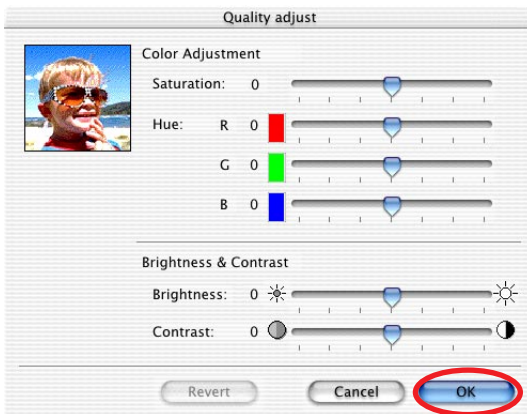 Quality adjust
Color Adjustment
Saturation: 0
Hue: R 0
G 0
B 0
Brightness & Contrast
Brightness: 0
Contrast: 0
Revert Cancel OK